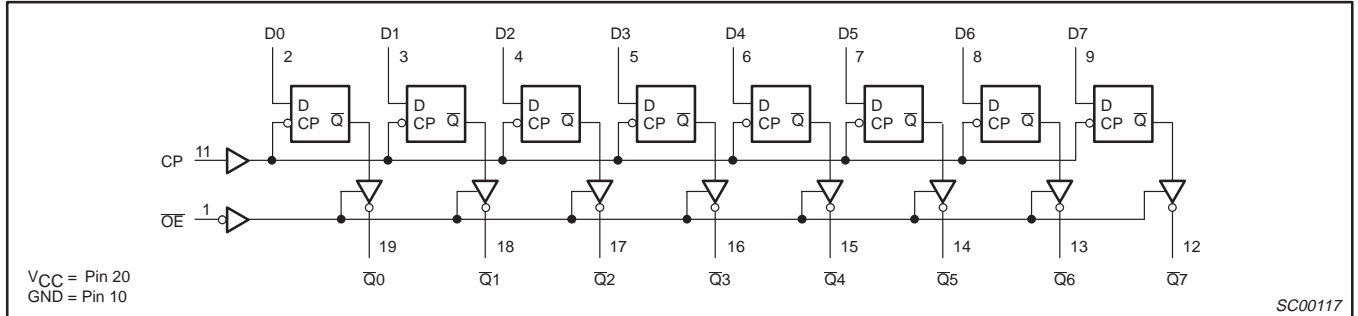 D0 D1 D2 D3 D4 D5 D6 D7
2 3 4 5 6 7 8 9
D D D D D D D D
CP Q̅ CP Q̅ CP Q̅ CP Q̅ CP Q̅ CP Q̅ CP Q̅ CP Q̅
CP 11
O̅E̅ 1
19 18 17 16 15 14 13 12
Q̅0 Q̅1 Q̅2 Q̅3 Q̅4 Q̅5 Q̅6 Q̅7
VCC = Pin 20
GND = Pin 10
SC00117